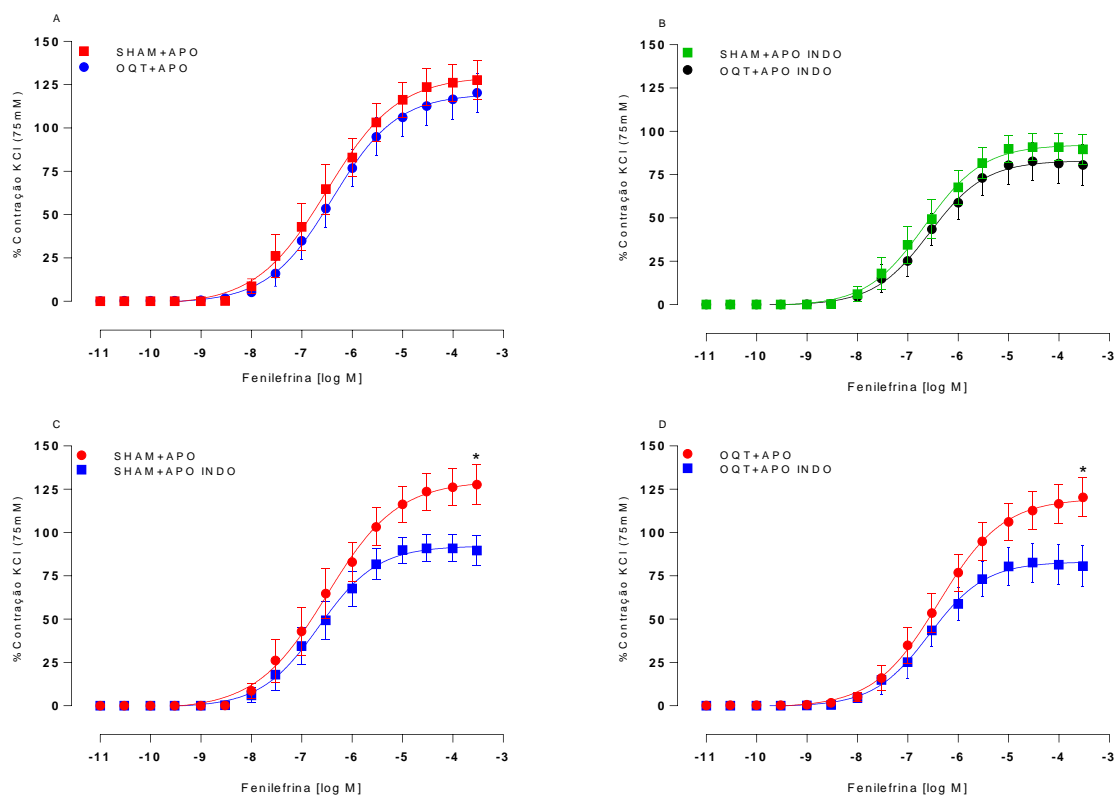 A
150
125
100
75
50
25
0
% Contração KCl (75mM)
SHAM+APO
OQT+APO
-11 -10 -9 -8 -7 -6 -5 -4 -3
Fenilefrina [log M]
B
150
125
100
75
50
25
0
% Contração KCl (75mM)
SHAM+APO INDO
OQT+APO INDO
-11 -10 -9 -8 -7 -6 -5 -4 -3
Fenilefrina [log M]
C
150
125
100
75
50
25
0
% Contração KCl (75mM)
SHAM+APO
SHAM+APO INDO
*
-11 -10 -9 -8 -7 -6 -5 -4 -3
Fenilefrina [log M]
D
150
125
100
75
50
25
0
% Contração KCl (75mM)
OQT+APO
OQT+APO INDO
*
-11 -10 -9 -8 -7 -6 -5 -4 -3
Fenilefrina [log M]